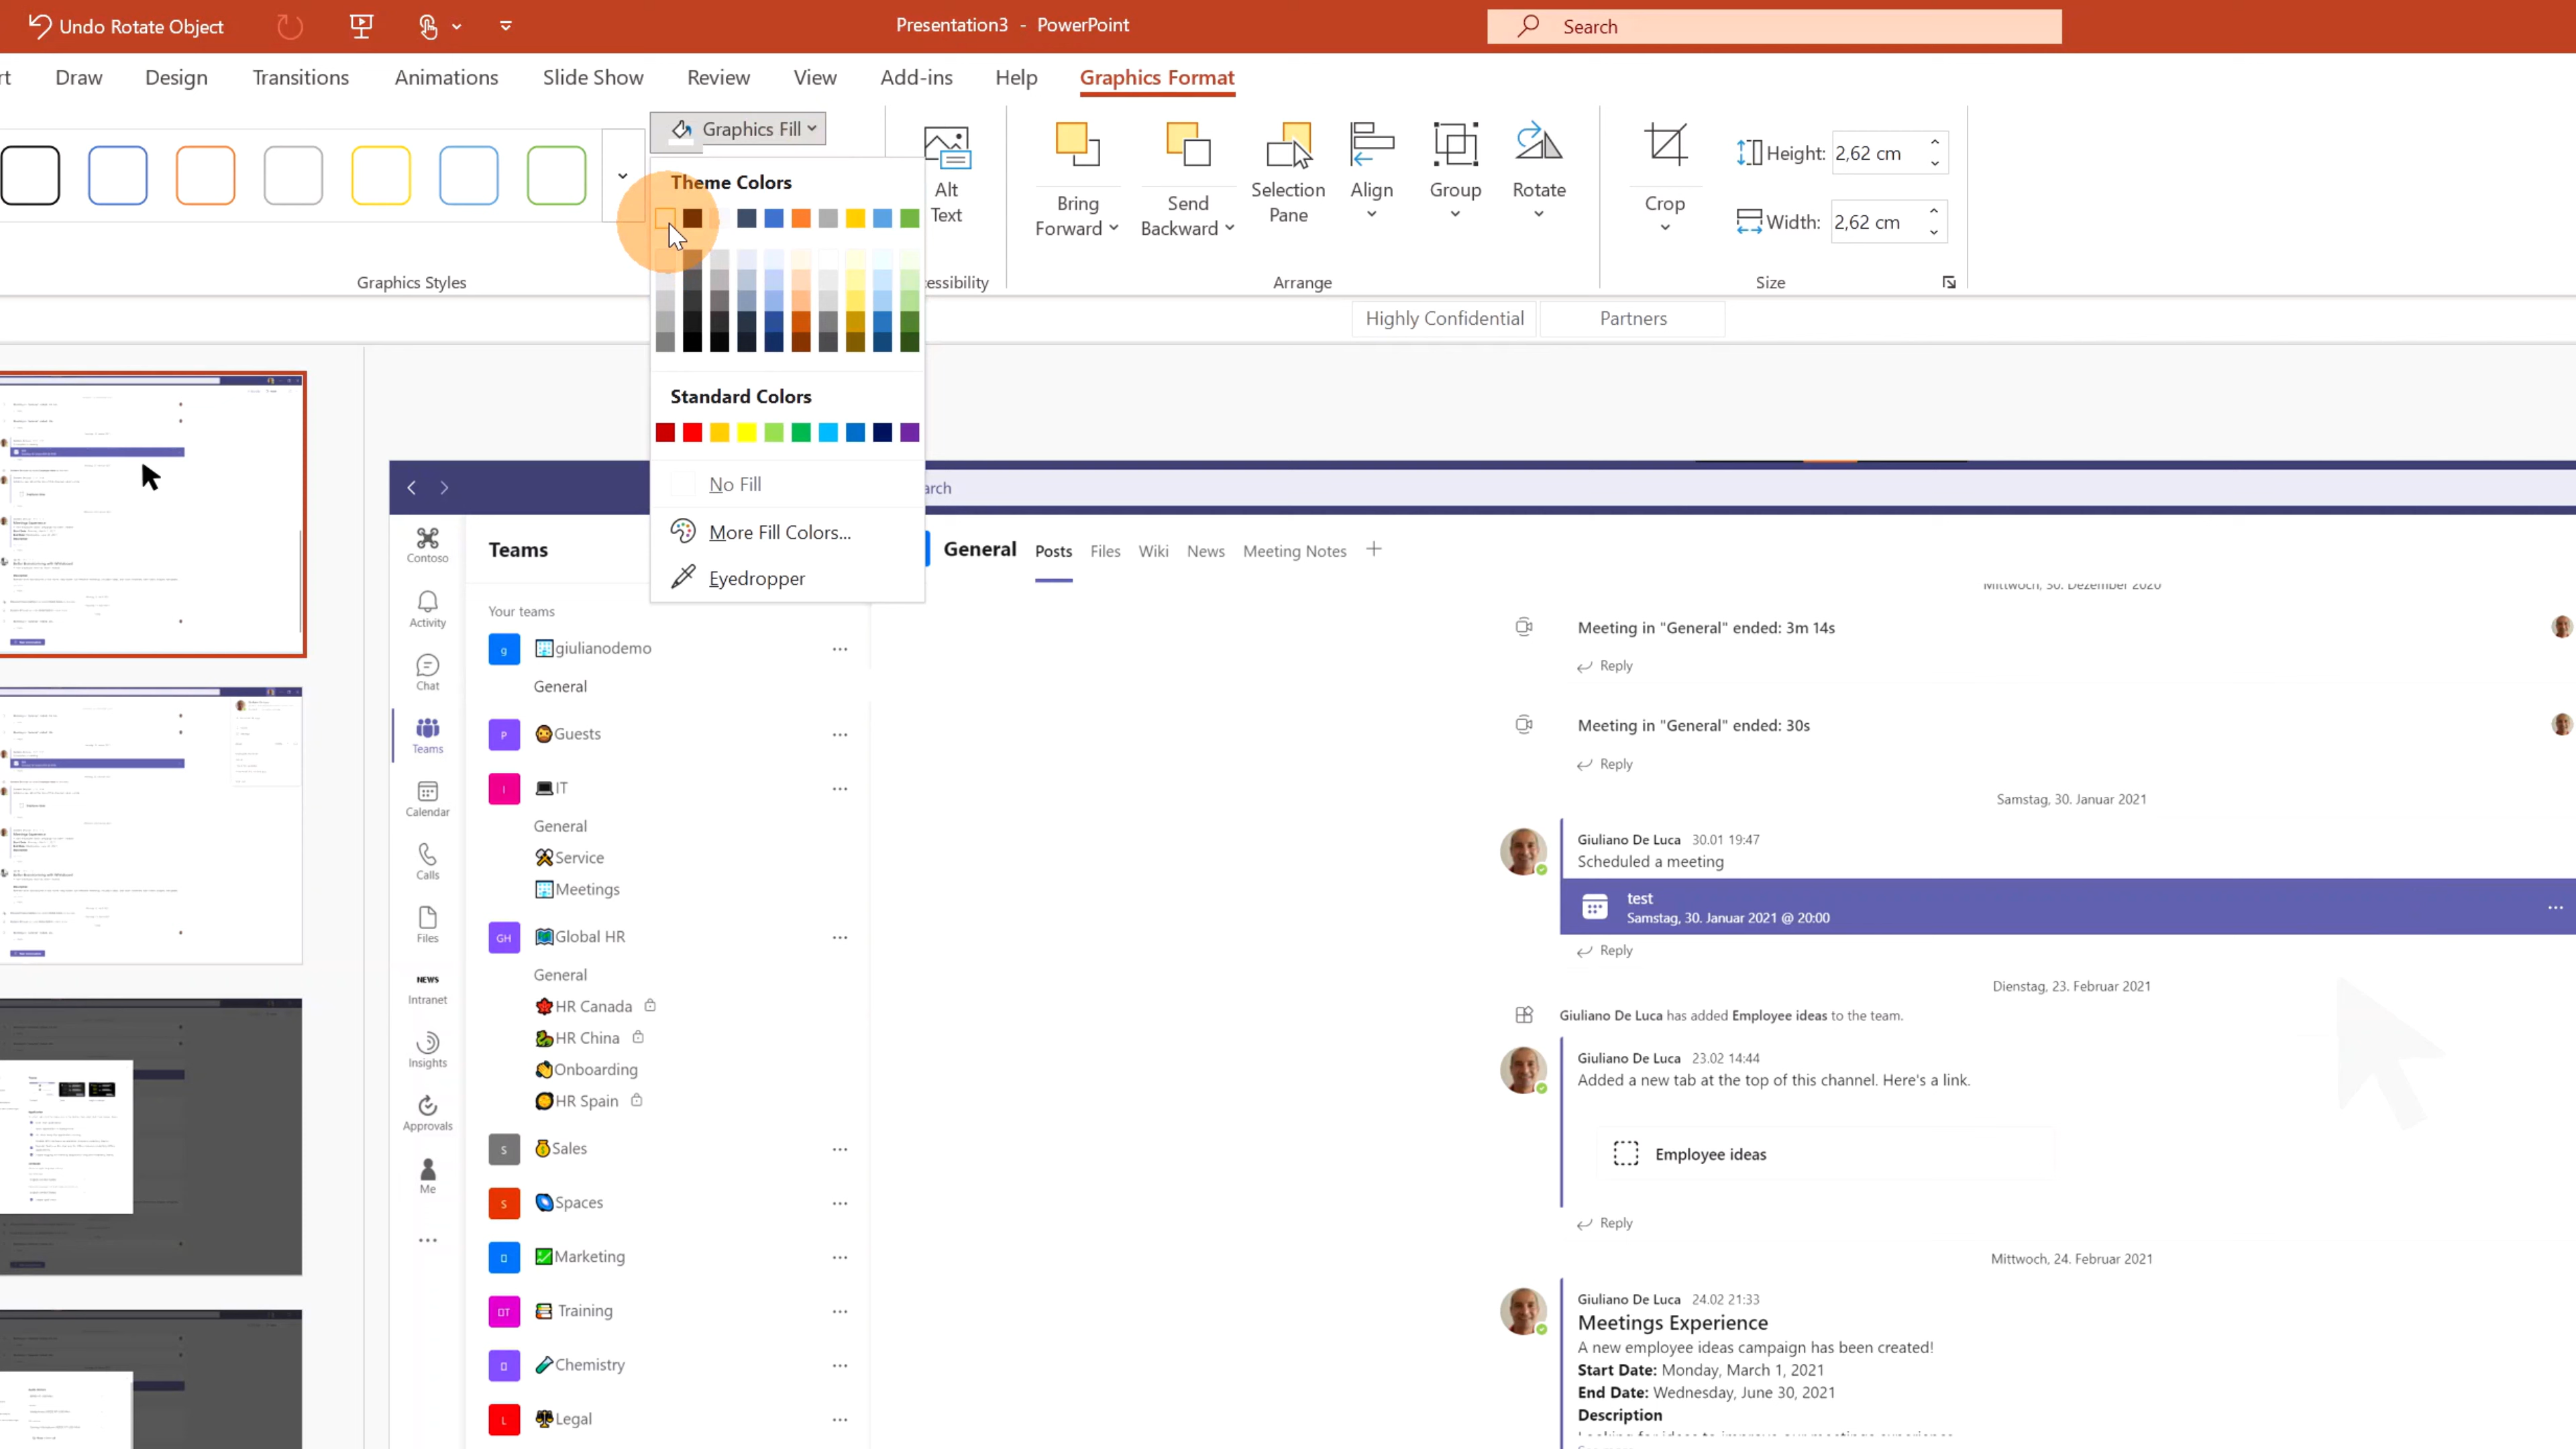 Undo Rotate Object
Presentation3 - PowerPoint
Search
Draw
Design
Transitions
Animations
Slide Show
Review
View
Add-ins
Help
Graphics Format
Graphics Fill
Theme Colors
Standard Colors
No Fill
More Fill Colors...
Eyedropper
Graphics Styles
Alt
Text
Bring
Forward
Send
Backward
Selection
Pane
Align
Group
Rotate
Arrange
Crop
Height: 2,62 cm
Width: 2,62 cm
Size
Highly Confidential
Partners
Contoso
Activity
Chat
Teams
Calendar
Calls
Files
NEWS
Intranet
Insights
Approvals
Me
Teams
Your teams
g giulianodemo
General
P Guests
I IT
General
Service
Meetings
GH Global HR
General
HR Canada
HR China
Onboarding
HR Spain
S Sales
S Spaces
Marketing
Training
Chemistry
L Legal
General
Posts
Files
Wiki
News
Meeting Notes
Mittwoch, 30. Dezember 2020
Meeting in "General" ended: 3m 14s
Reply
Meeting in "General" ended: 30s
Reply
Samstag, 30. Januar 2021
Giuliano De Luca 30.01 19:47
Scheduled a meeting
test
Samstag, 30. Januar 2021 @ 20:00
Reply
Dienstag, 23. Februar 2021
Giuliano De Luca has added Employee ideas to the team.
Giuliano De Luca 23.02 14:44
Added a new tab at the top of this channel. Here's a link.
Employee ideas
Reply
Mittwoch, 24. Februar 2021
Giuliano De Luca 24.02 21:33
Meetings Experience
A new employee ideas campaign has been created!
Start Date: Monday, March 1, 2021
End Date: Wednesday, June 30, 2021
Description